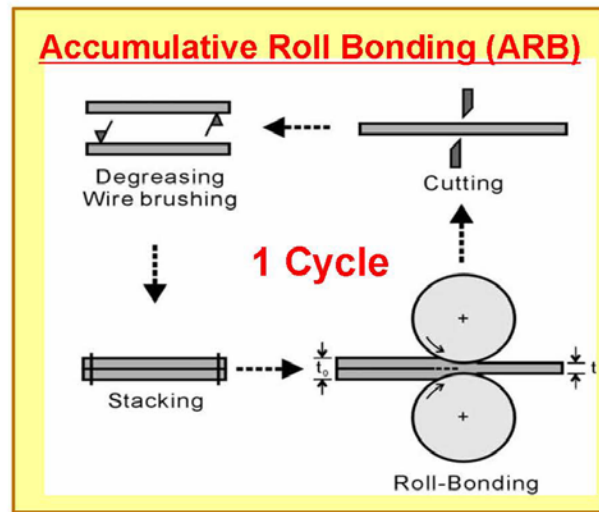 Accumulative Roll Bonding (ARB)
Degreasing
Wire brushing
Cutting
1 Cycle
Stacking
t₀
t
Roll-Bonding